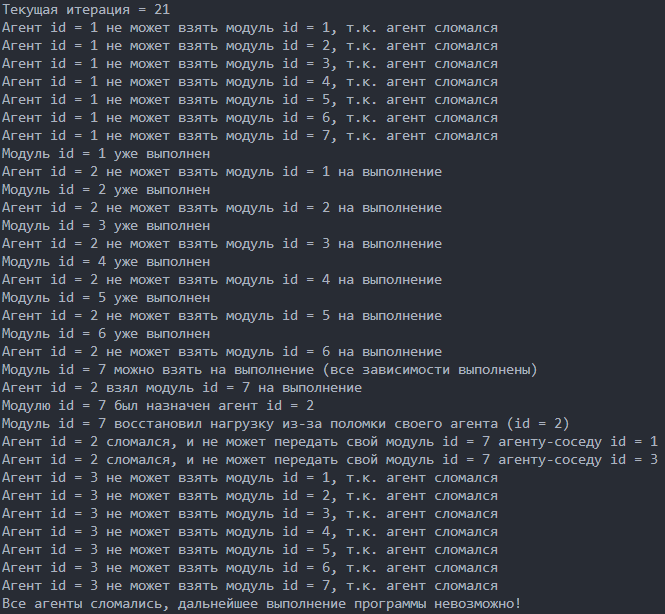 Текущая итерация = 21
Агент id = 1 не может взять модуль id = 1, т.к. агент сломался
Агент id = 1 не может взять модуль id = 2, т.к. агент сломался
Агент id = 1 не может взять модуль id = 3, т.к. агент сломался
Агент id = 1 не может взять модуль id = 4, т.к. агент сломался
Агент id = 1 не может взять модуль id = 5, т.к. агент сломался
Агент id = 1 не может взять модуль id = 6, т.к. агент сломался
Агент id = 1 не может взять модуль id = 7, т.к. агент сломался
Модуль id = 1 уже выполнен
Агент id = 2 не может взять модуль id = 1 на выполнение
Модуль id = 2 уже выполнен
Агент id = 2 не может взять модуль id = 2 на выполнение
Модуль id = 3 уже выполнен
Агент id = 2 не может взять модуль id = 3 на выполнение
Модуль id = 4 уже выполнен
Агент id = 2 не может взять модуль id = 4 на выполнение
Модуль id = 5 уже выполнен
Агент id = 2 не может взять модуль id = 5 на выполнение
Модуль id = 6 уже выполнен
Агент id = 2 не может взять модуль id = 6 на выполнение
Модуль id = 7 можно взять на выполнение (все зависимости выполнены)
Агент id = 2 взял модуль id = 7 на выполнение
Модулю id = 7 был назначен агент id = 2
Модуль id = 7 восстановил нагрузку из-за поломки своего агента (id = 2)
Агент id = 2 сломался, и не может передать свой модуль id = 7 агенту-соседу id = 1
Агент id = 2 сломался, и не может передать свой модуль id = 7 агенту-соседу id = 3
Агент id = 3 не может взять модуль id = 1, т.к. агент сломался
Агент id = 3 не может взять модуль id = 2, т.к. агент сломался
Агент id = 3 не может взять модуль id = 3, т.к. агент сломался
Агент id = 3 не может взять модуль id = 4, т.к. агент сломался
Агент id = 3 не может взять модуль id = 5, т.к. агент сломался
Агент id = 3 не может взять модуль id = 6, т.к. агент сломался
Агент id = 3 не может взять модуль id = 7, т.к. агент сломался
Все агенты сломались, дальнейшее выполнение программы невозможно!